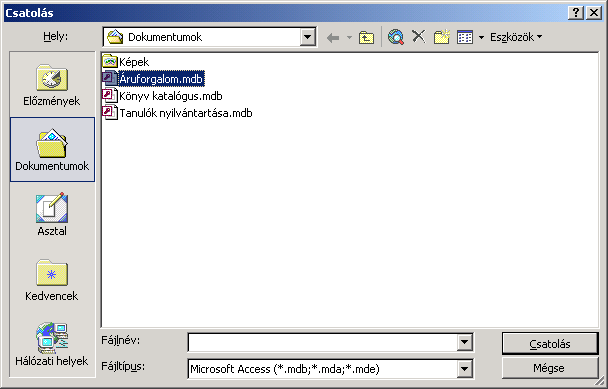 Csatolás
Hely:
Dokumentumok
Eszközök
Előzmények
Dokumentumok
Asztal
Kedvencek
Hálózati helyek
Képek
Áruforgalom.mdb
Könyv katalógus.mdb
Tanulók nyilvántartása.mdb
Fájlnév:
Csatolás
Fájltípus:
Microsoft Access (*.mdb;*.mda;*.mde)
Mégse